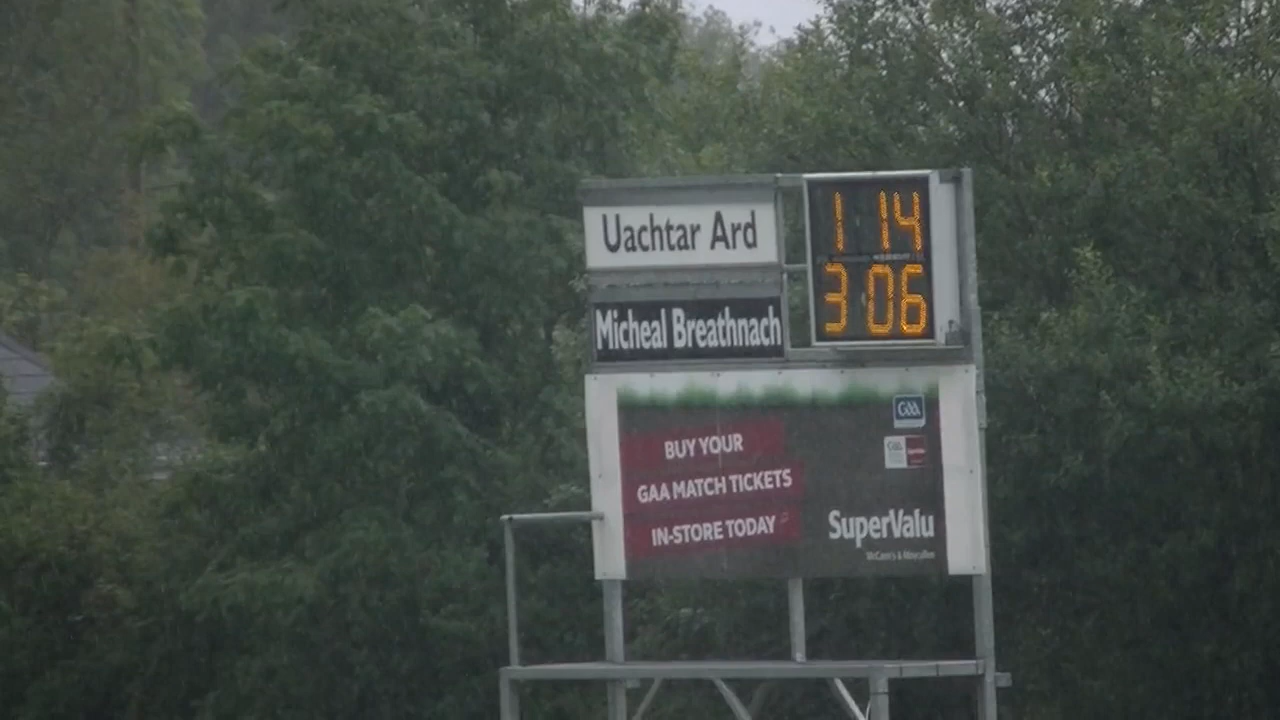 Uachtar Ard 1 14
Micheal Breathnach 3 06
GAA
BUY YOUR
GAA MATCH TICKETS
IN-STORE TODAY
SuperValu